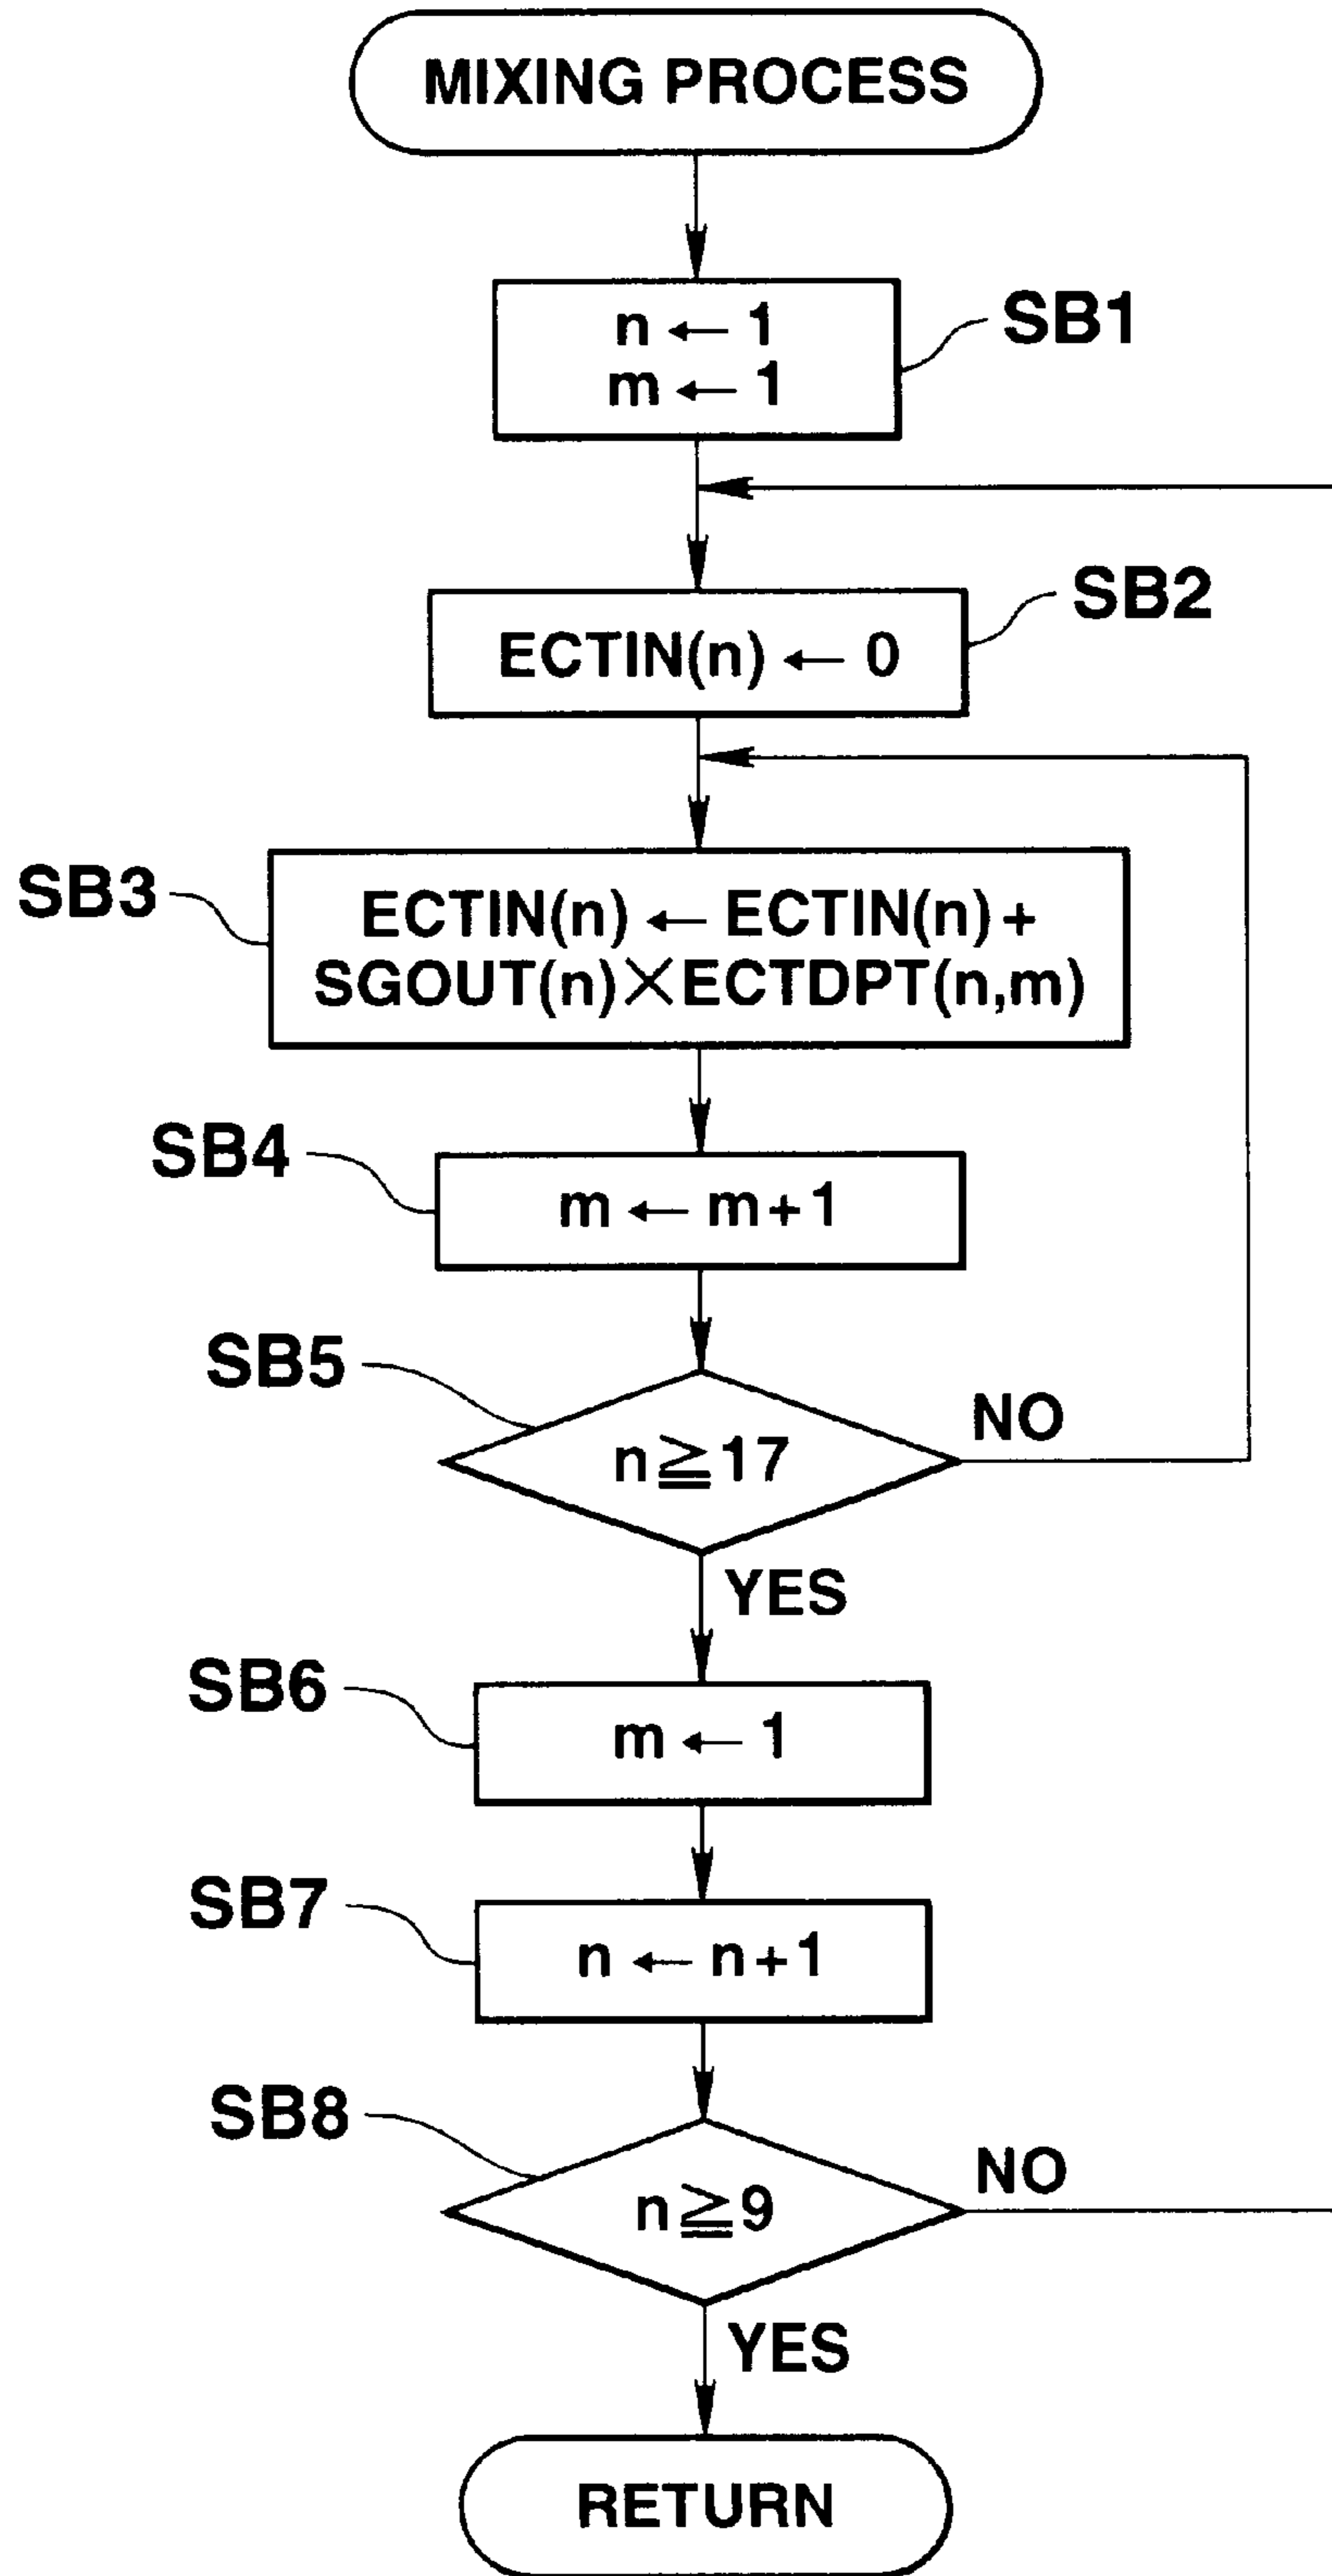 MIXING PROCESS
n ← 1
m ← 1
SB1
ECTIN(n) ← 0
SB2
SB3
ECTIN(n) ← ECTIN(n) +
SGOUT(n)×ECTDPT(n,m)
SB4
m ← m+1
SB5
n≧17
NO
YES
SB6
m ← 1
SB7
n ← n+1
SB8
n≧9
NO
YES
RETURN